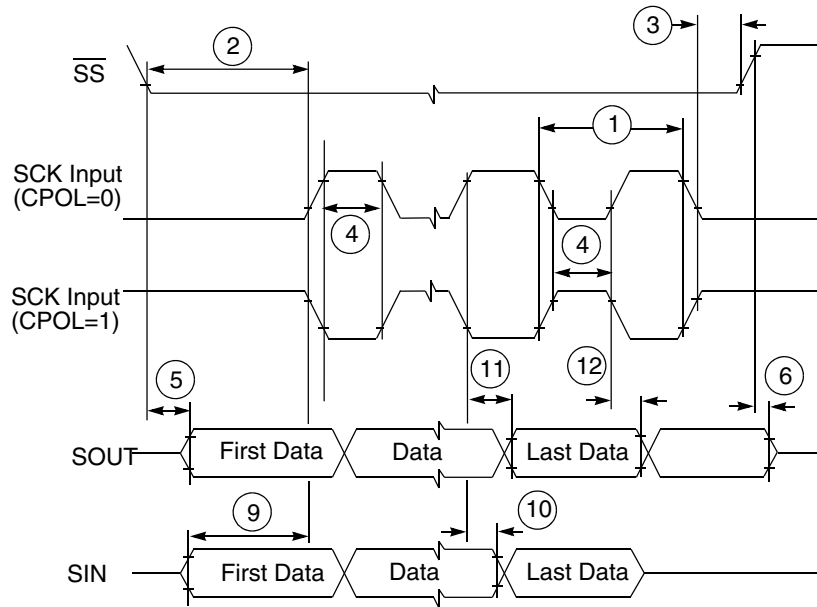 3
2
SS
1
SCK Input
(CPOL=0)
4
4
SCK Input
(CPOL=1)
5
11
12
6
SOUT
First Data
Data
Last Data
9
10
SIN
First Data
Data
Last Data